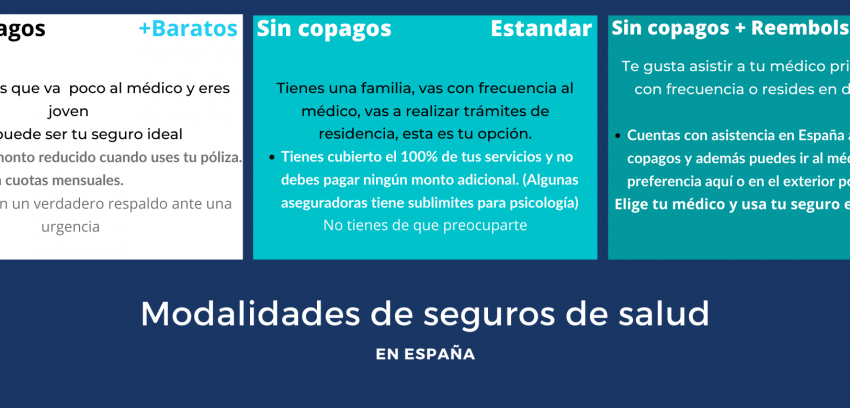 agos +Baratos
s que va poco al médico y eres
joven
puede ser tu seguro ideal
monto reducido cuando uses tu póliza.
cuotas mensuales.
n un verdadero respaldo ante una
urgencia
Sin copagos Estandar
Tienes una familia, vas con frecuencia al
médico, vas a realizar trámites de
residencia, esta es tu opción.
• Tienes cubierto el 100% de tus servicios y no
debes pagar ningún monto adicional. (Algunas
aseguradoras tiene sublimites para psicología)
No tienes de que preocuparte
Sin copagos + Reembols
Te gusta asistir a tu médico pri
con frecuencia o resides en d
• Cuentas con asistencia en España a
copagos y además puedes ir al méd
preferencia aquí o en el exterior po
Elige tu médico y usa tu seguro e
Modalidades de seguros de salud
EN ESPAÑA